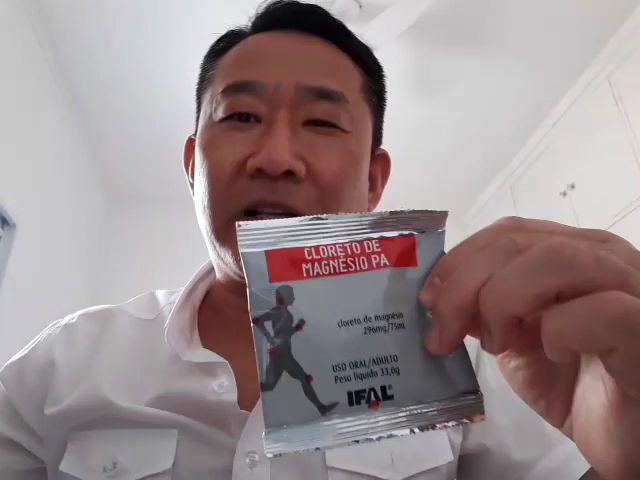 CLORETO DE
MAGNÉSIO PA
cloreto de magnésio
296mg/75ml
USO ORAL/ADULTO
Peso líquido 33,0g
IFAL